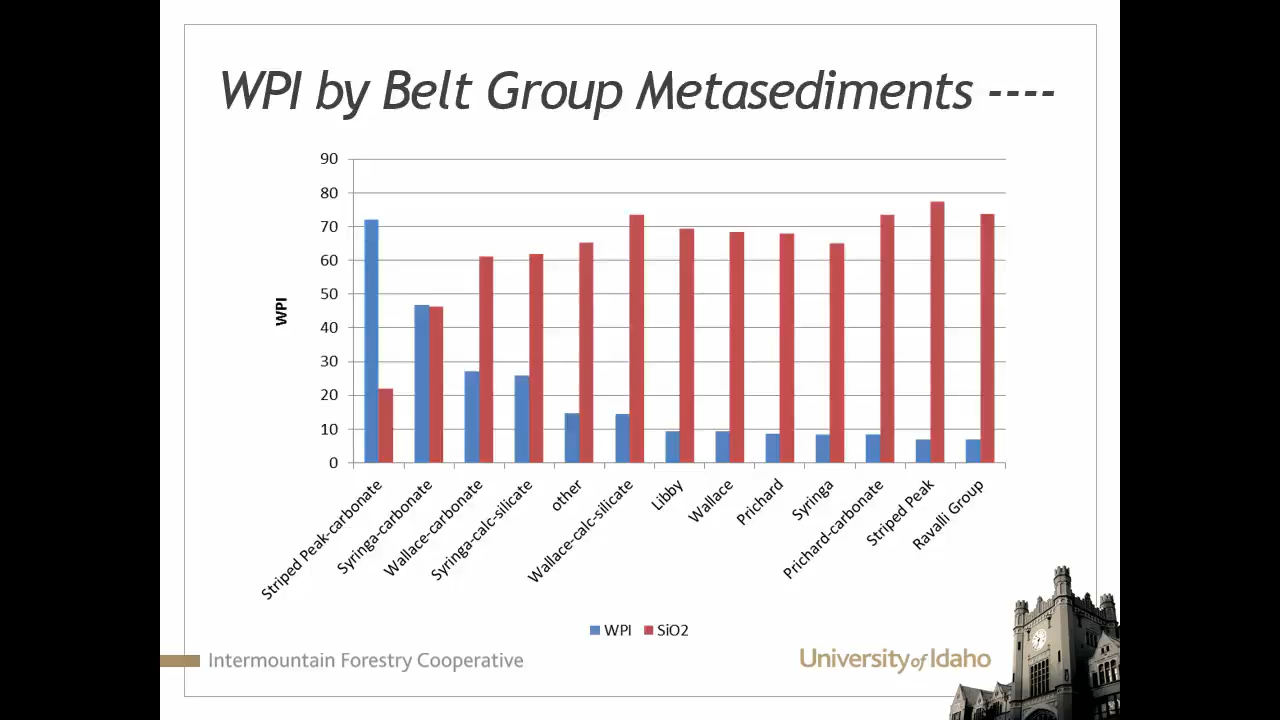 WPI by Belt Group Metasediments ----
90
80
70
60
50
40
30
20
10
0
WPI
Striped Peak-carbonate
Syringa-carbonate
Wallace-carbonate
Syringa-calc-silicate
other
Wallace-calc-silicate
Libby
Wallace
Prichard
Syringa
Prichard-carbonate
Striped Peak
Ravalli Group
WPI SiO2
Intermountain Forestry Cooperative
University of Idaho